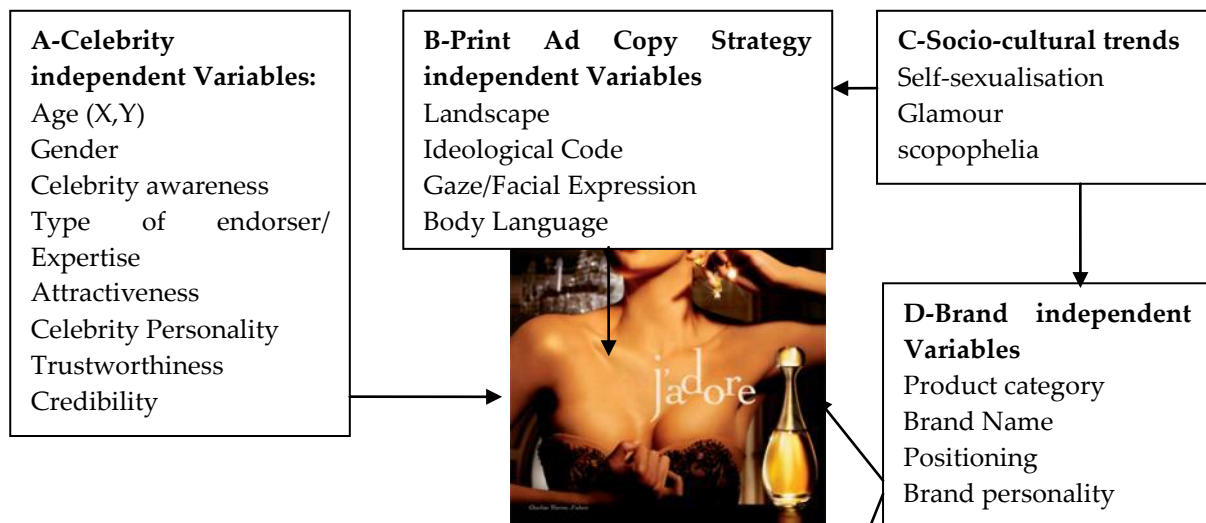 A-Celebrity
independent Variables:
Age (X,Y)
Gender
Celebrity awareness
Type of endorser/
Expertise
Attractiveness
Celebrity Personality
Trustworthiness
Credibility
B-Print Ad Copy Strategy
independent Variables
Landscape
Ideological Code
Gaze/Facial Expression
Body Language
C-Socio-cultural trends
Self-sexualisation
Glamour
scopophelia
j'adore
D-Brand independent
Variables
Product category
Brand Name
Positioning
Brand personality